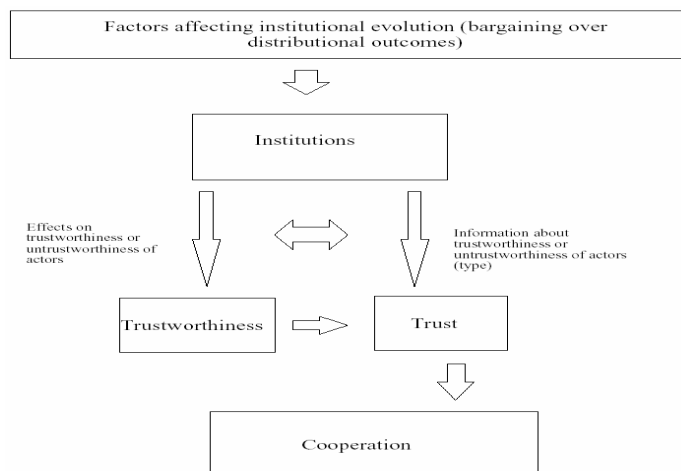 Factors affecting institutional evolution (bargaining over
distributional outcomes)
Institutions
Effects on
trustworthiness or
untrustworthiness of
actors
Information about
trustworthiness or
untrustworthiness of actors
(type)
Trustworthiness
Trust
Cooperation